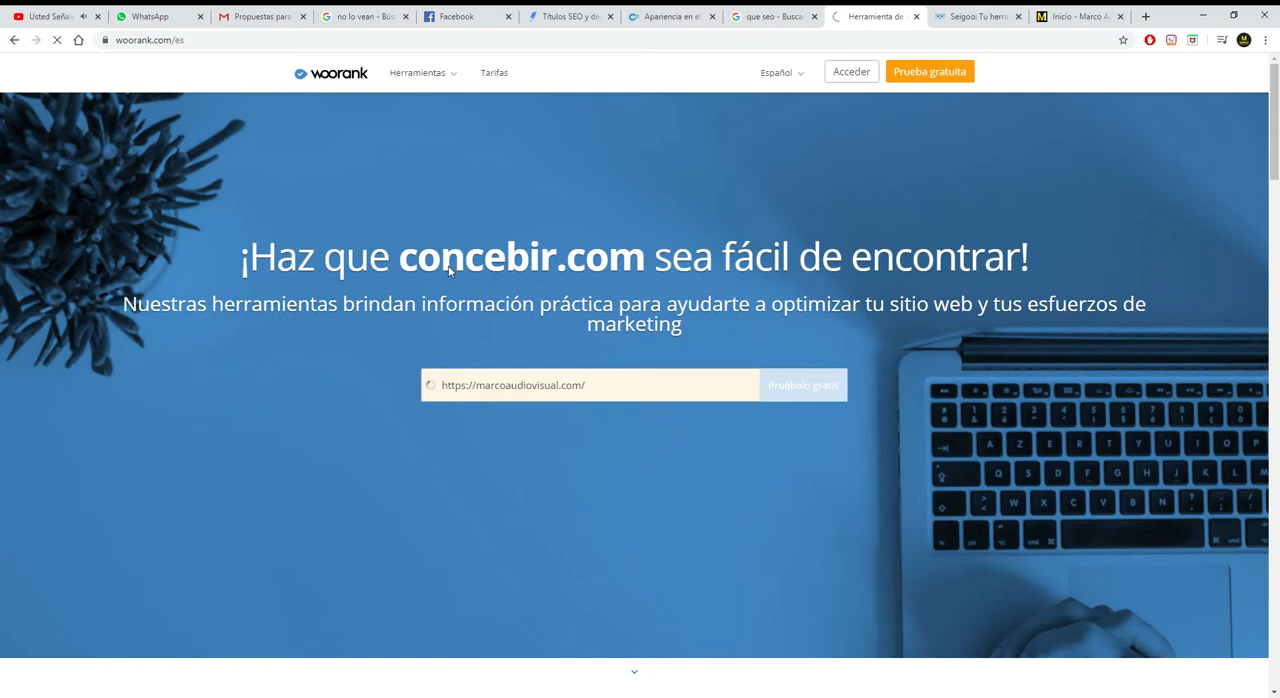 Usted Señale
WhatsApp
Propuestas para
no lo vean - Bús
Facebook
Títulos SEO y de
Apariencia en el
que seo - Buscar
Herramienta de
Seigoo: Tu herra
Inicio - Marco A
woorank.com/es
woorank
Herramientas
Tarifas
Español
Acceder
Prueba gratuita
¡Haz que concebir.com sea fácil de encontrar!
Nuestras herramientas brindan información práctica para ayudarte a optimizar tu sitio web y tus esfuerzos de
marketing
https://marcoaudiovisual.com/
Pruébalo gratis
A Z E R T Y U I O P
Q S D F G H J K L M
W X C V B N